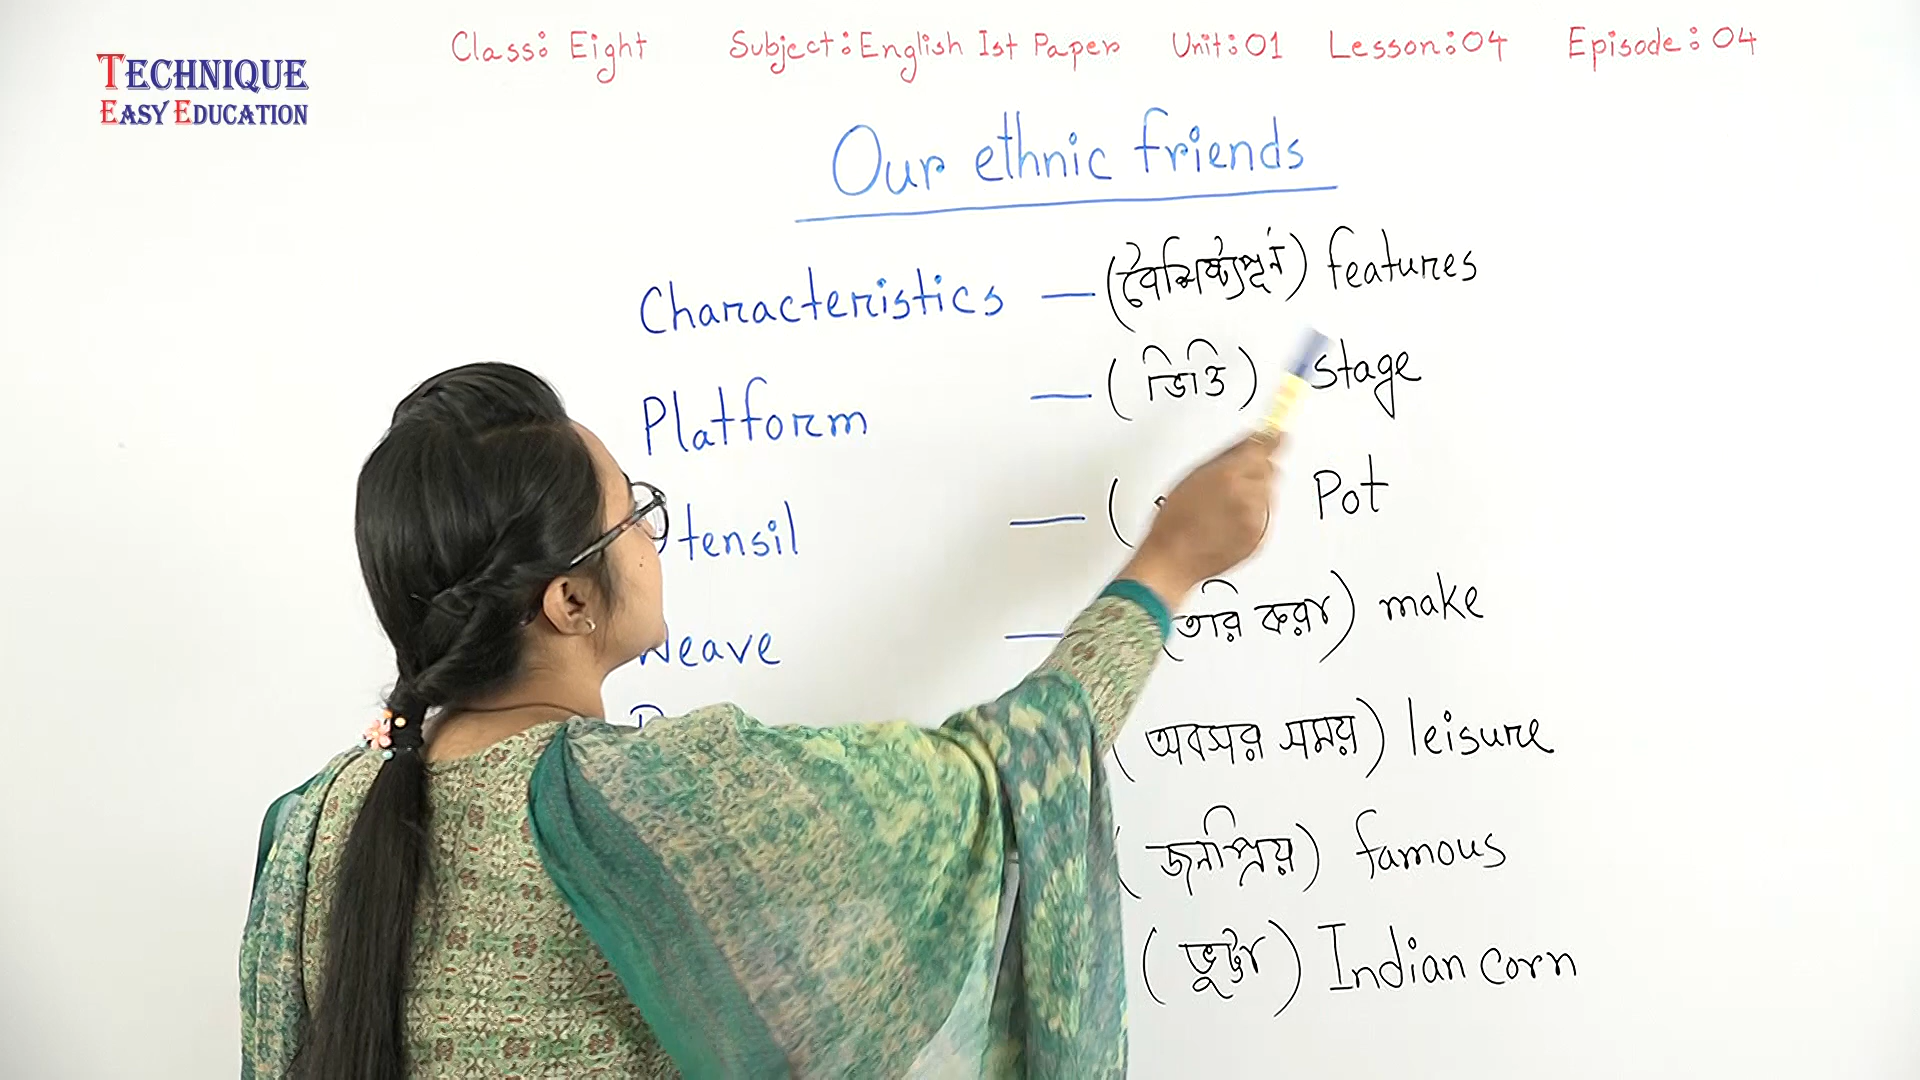 TECHNIQUE
EASY EDUCATION
Class: Eight Subject: English 1st Paper Unit: 01 Lesson: 04 Episode: 04
Our ethnic friends
Characteristics — (বৈশিষ্ট্যপূর্ন) features
Platform — (ভিত্তি) stage
tensil — ( ) Pot
eave — করা) make
(অবসর সময়) leisure
(জনপ্রিয়) famous
(ভূট্টা) Indian corn